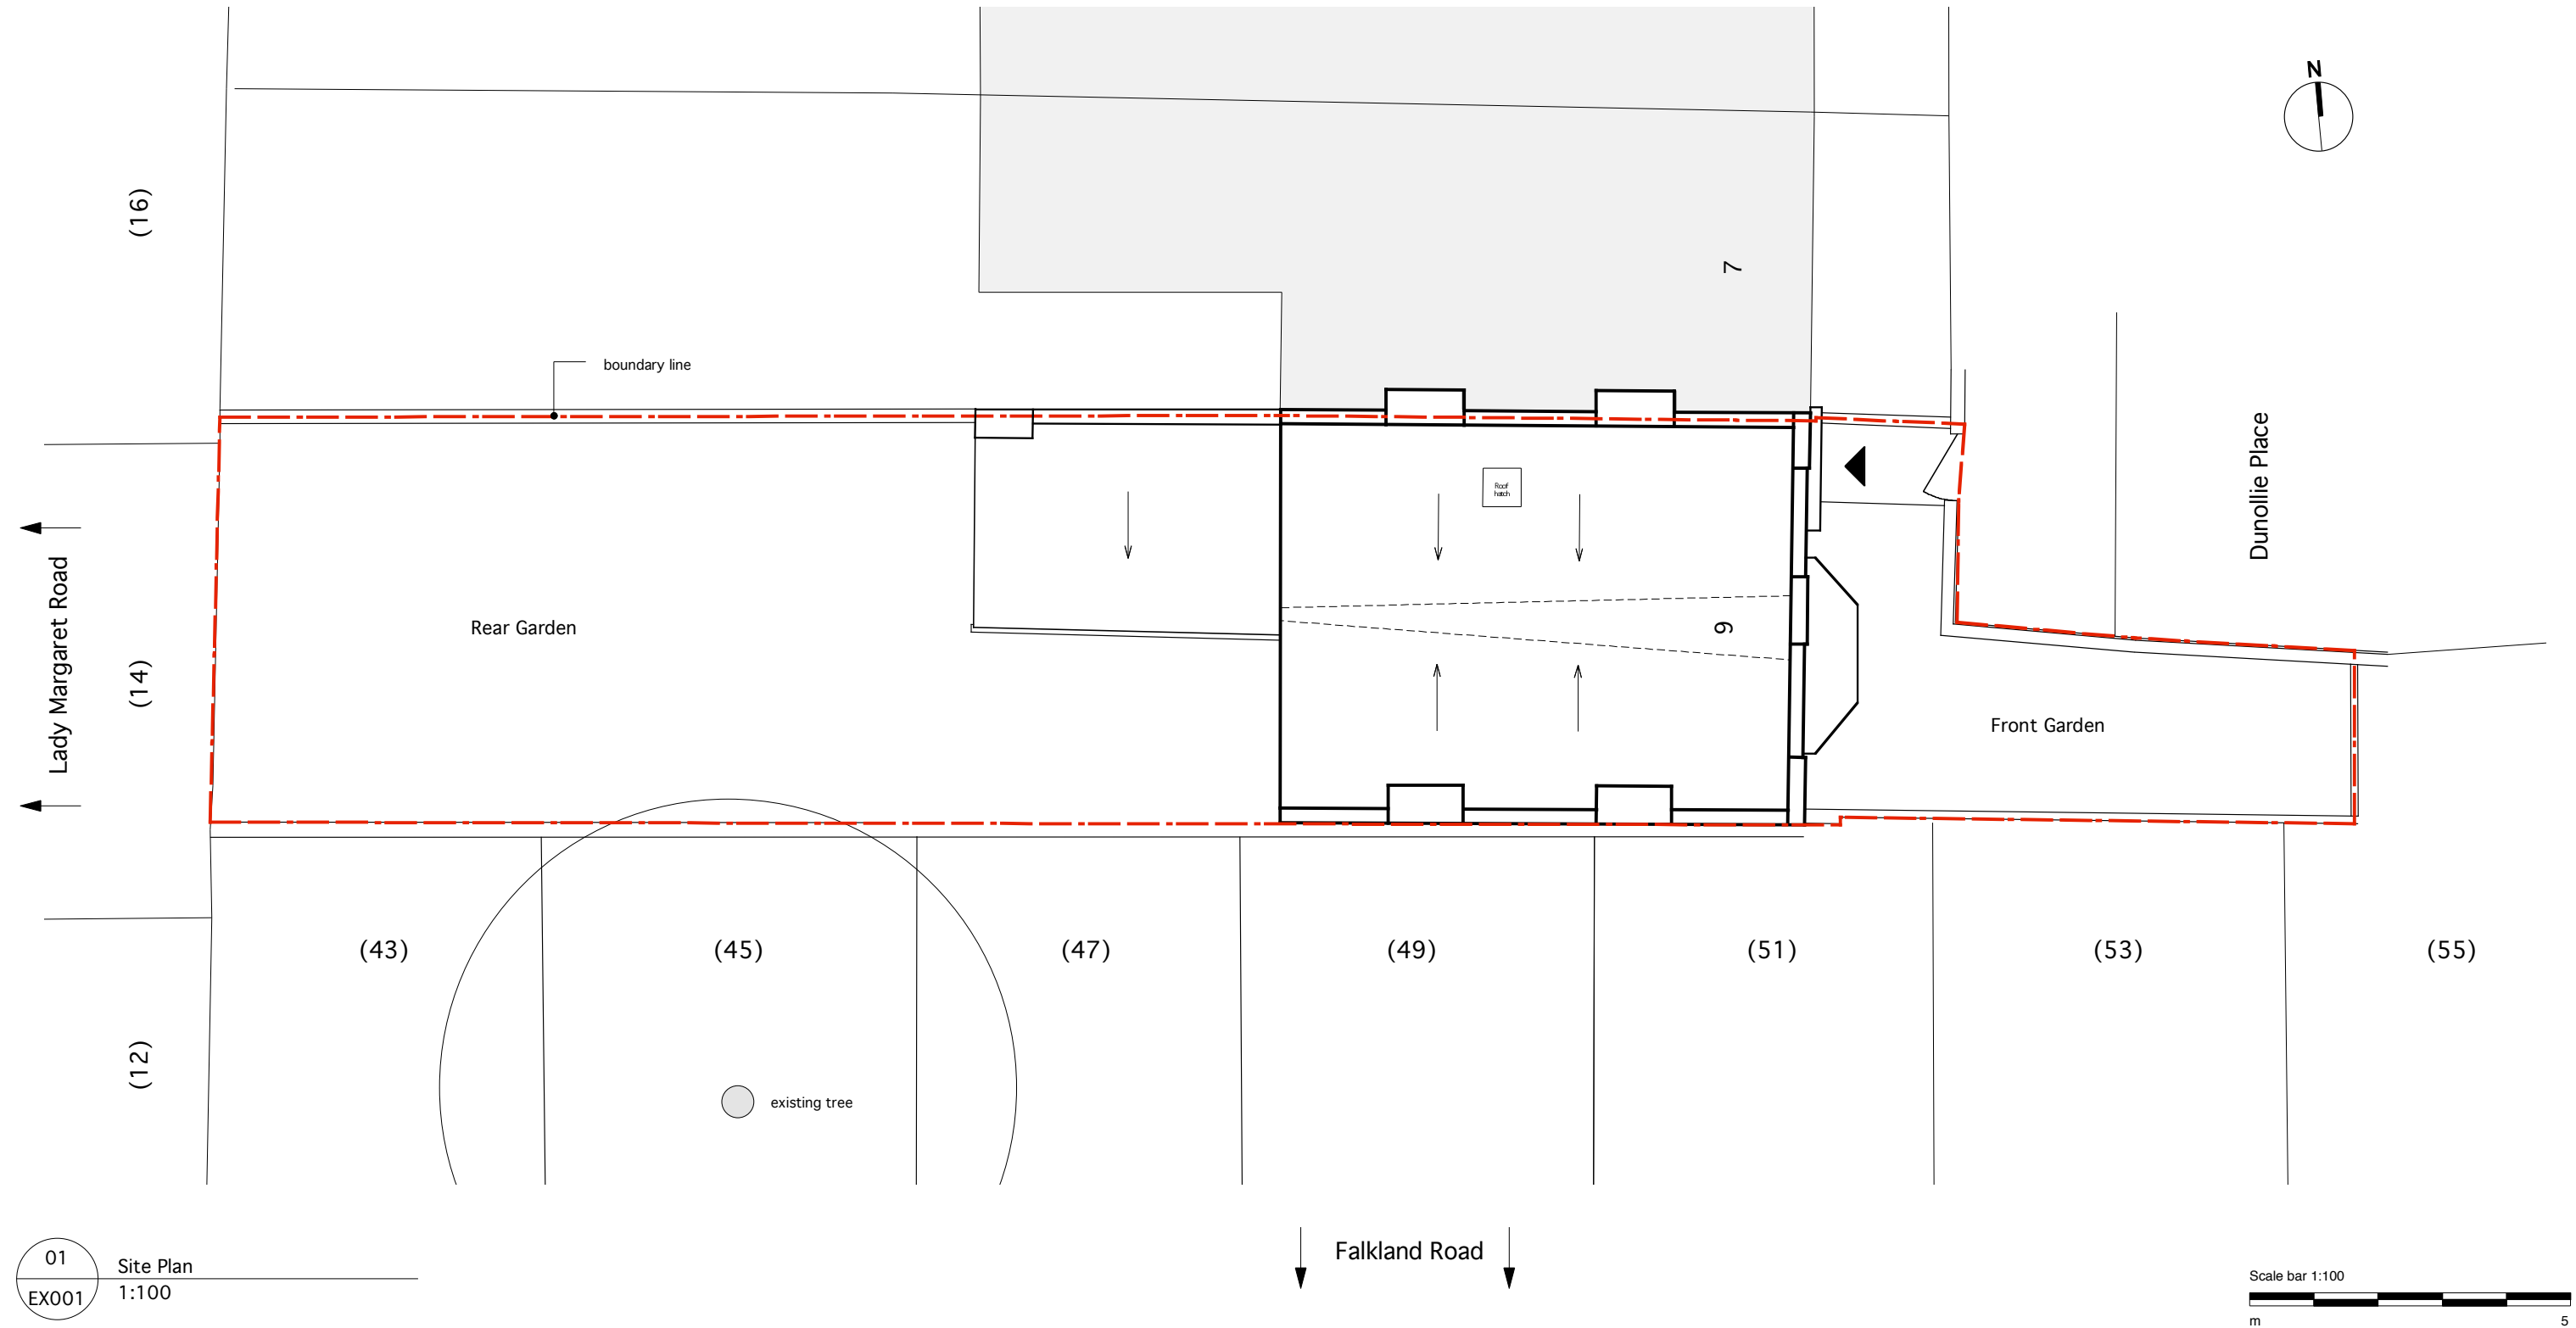 N
(16)
7
boundary line
Roof
hatch
Dunollie Place
Lady Margaret Road
Rear Garden
9
(14)
Front Garden
(43)
(45)
(47)
(49)
(51)
(53)
(55)
(12)
existing tree
Falkland Road
01
EX001
Site Plan
1:100
Scale bar 1:100
m
5